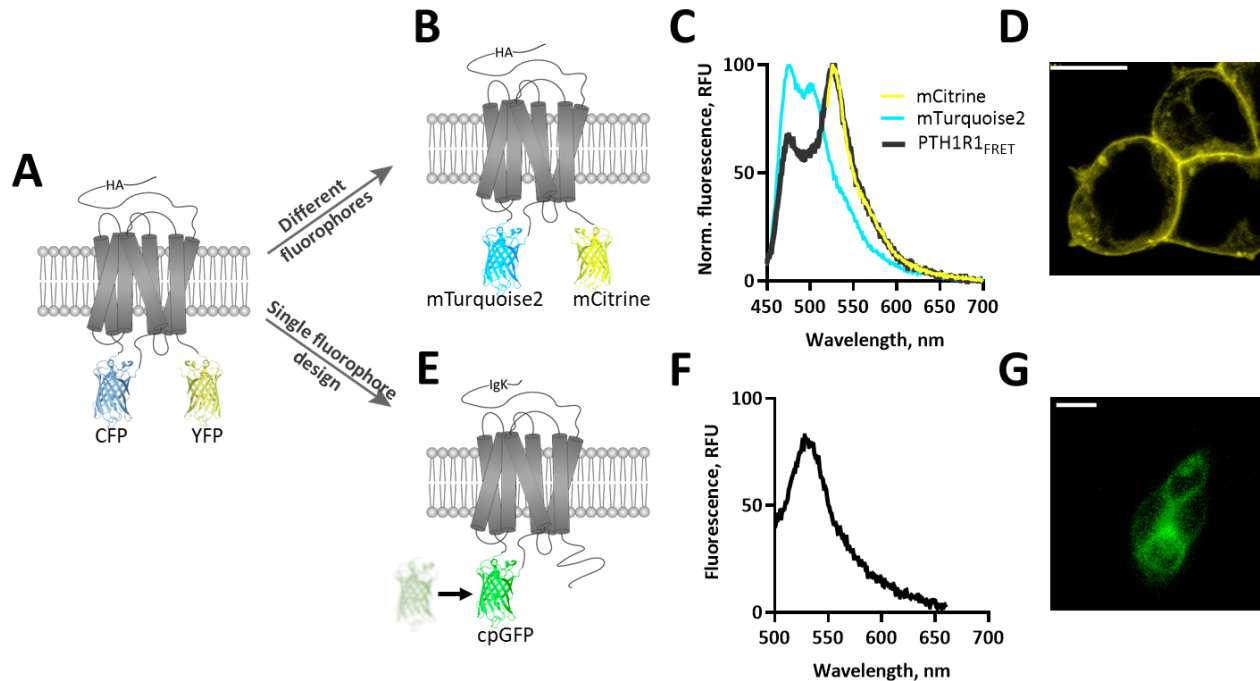 A
HA
CFP
YFP
Different
fluorophores
Single fluorophore
design
B
HA
mTurquoise2
mCitrine
C
Norm. fluorescence, RFU
100
50
0
450
500
550
600
650
700
Wavelength, nm
mCitrine
mTurquoise2
PTH1R1FRET
D
E
IgK
cpGFP
F
Fluorescence, RFU
100
50
0
500
550
600
650
700
Wavelength, nm
G